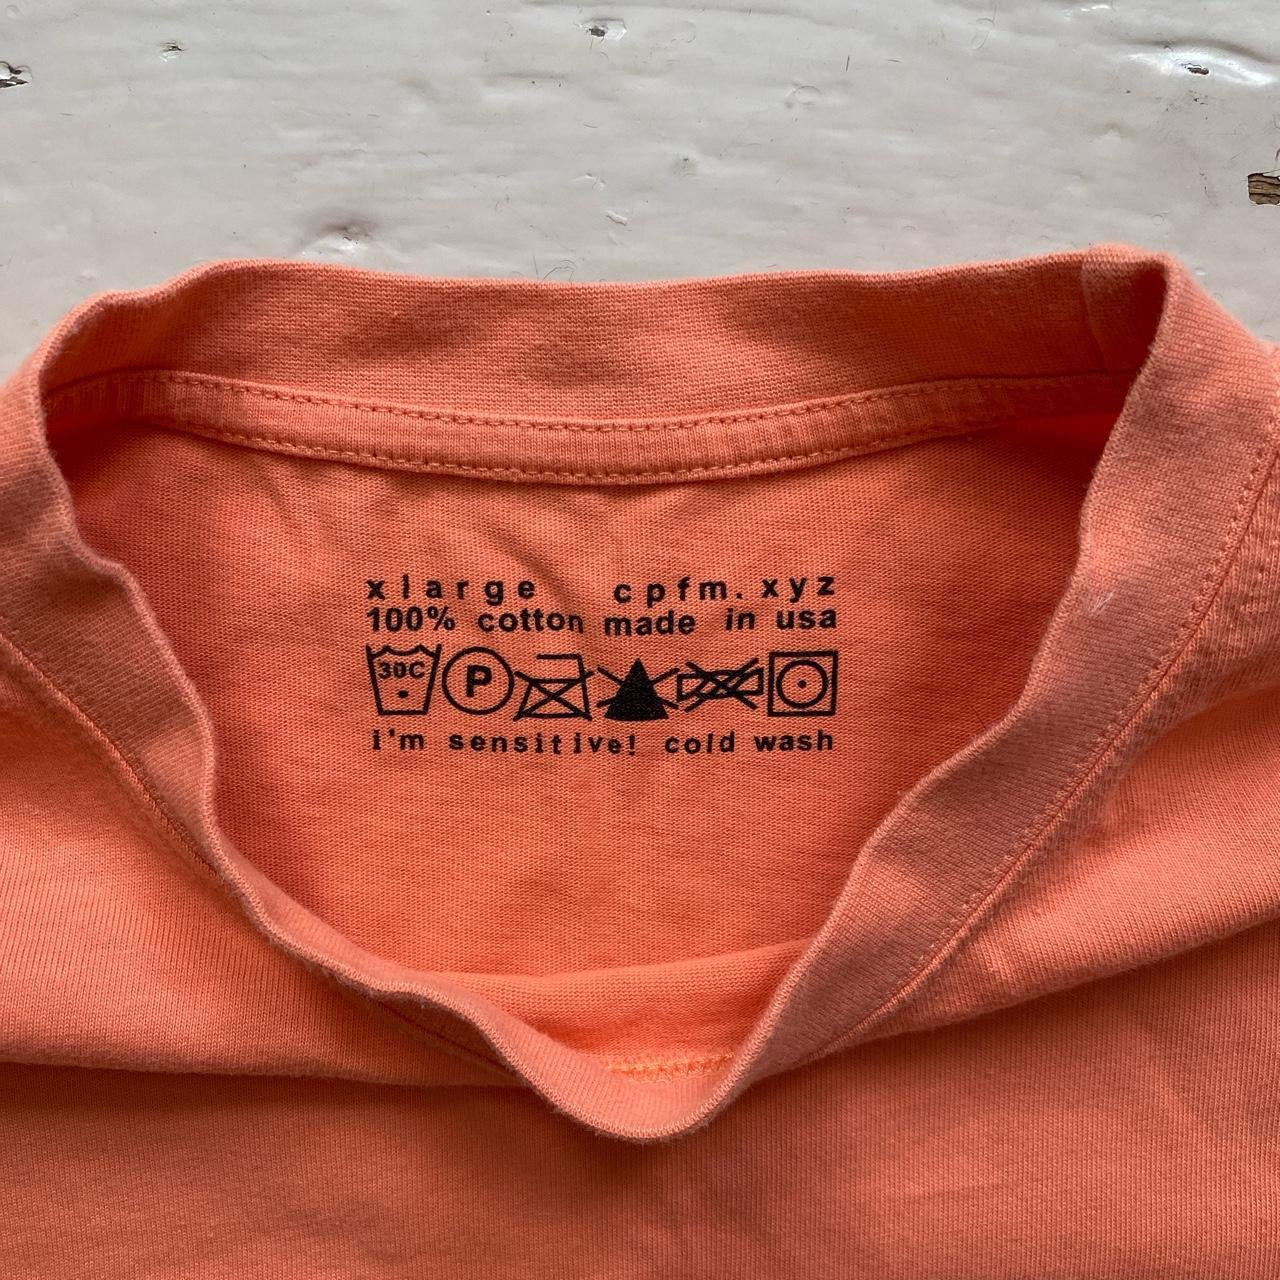 xlarge cpfm.xyz
100% cotton made in usa
30C P
i'm sensitive! cold wash